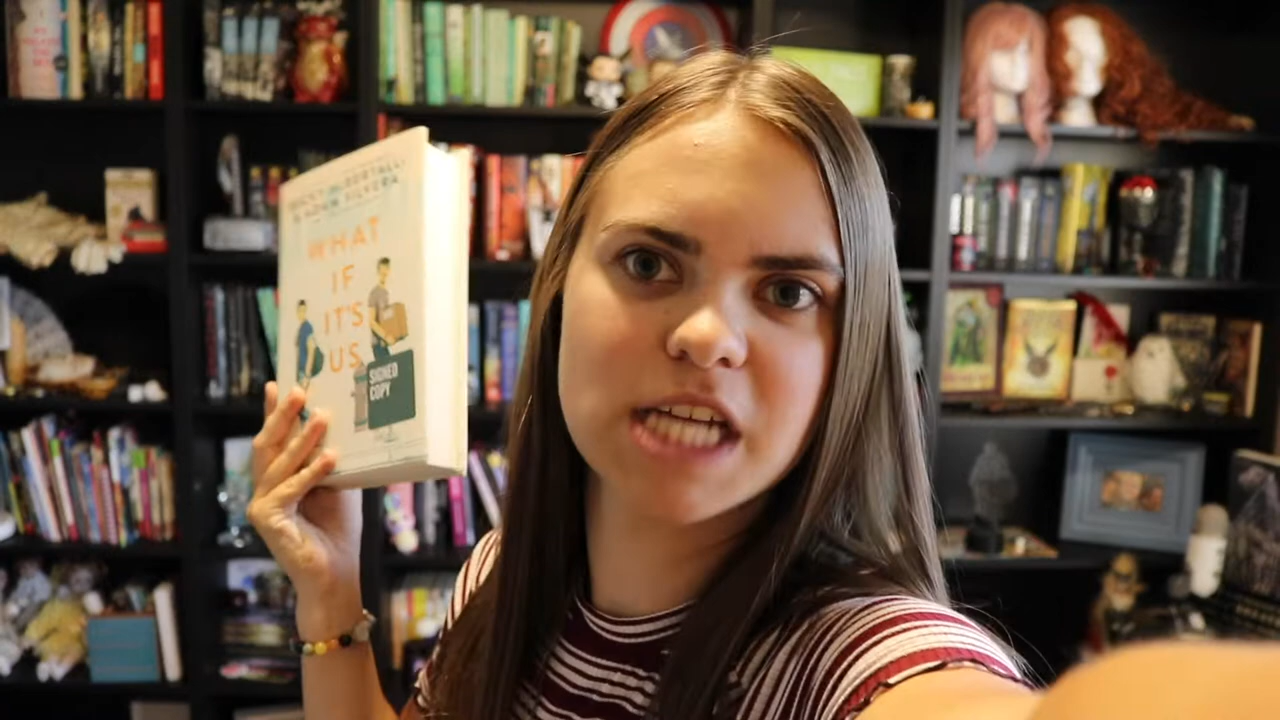 BECKY ALBERTALLI
& ADAM SILVERA
WHAT
IF
IT'S
US
SIGNED
COPY